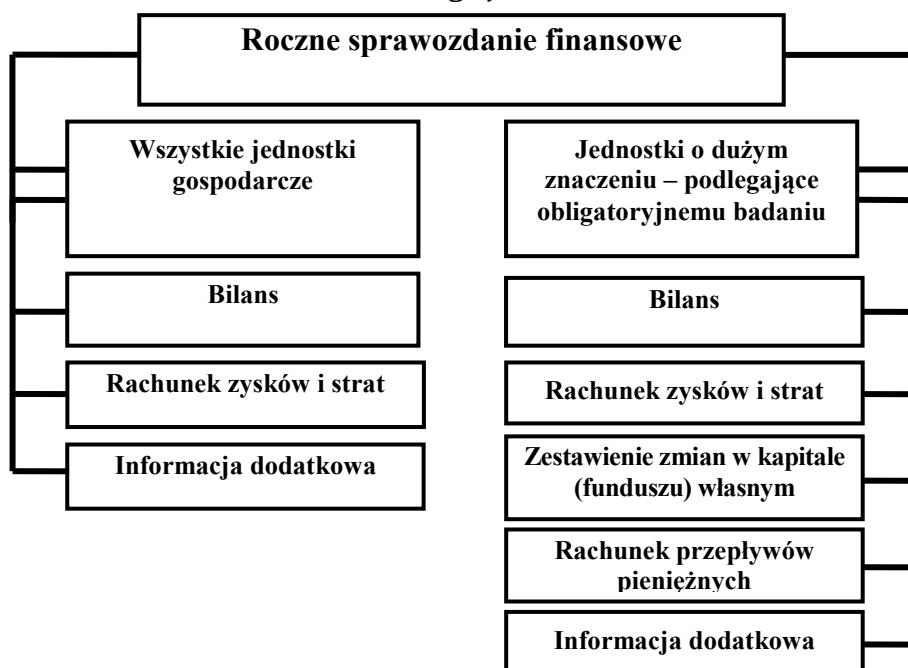 Roczne sprawozdanie finansowe
Wszystkie jednostki
gospodarcze
Bilans
Rachunek zysków i strat
Informacja dodatkowa
Jednostki o dużym
znaczeniu – podlegające
obligatoryjnemu badaniu
Bilans
Rachunek zysków i strat
Zestawienie zmian w kapitale
(funduszu) własnym
Rachunek przepływów
pieniężnych
Informacja dodatkowa